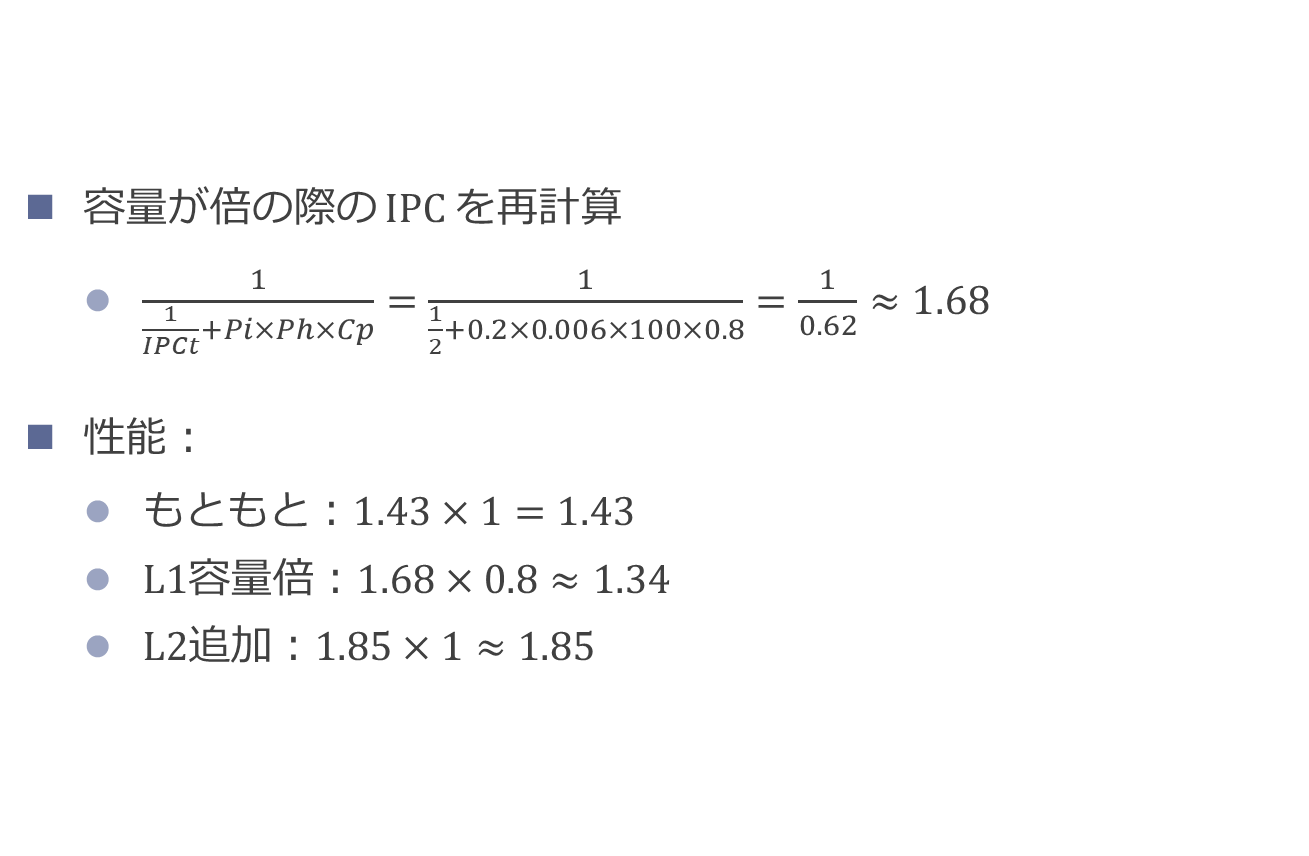 容量が倍の際の IPC を再計算
1/(1/IPCt+Pi×Ph×Cp) = 1/(1/2+0.2×0.006×100×0.8) = 1/0.62 ≈ 1.68
性能：
もともと：1.43 × 1 = 1.43
L1容量倍：1.68 × 0.8 ≈ 1.34
L2追加：1.85 × 1 ≈ 1.85